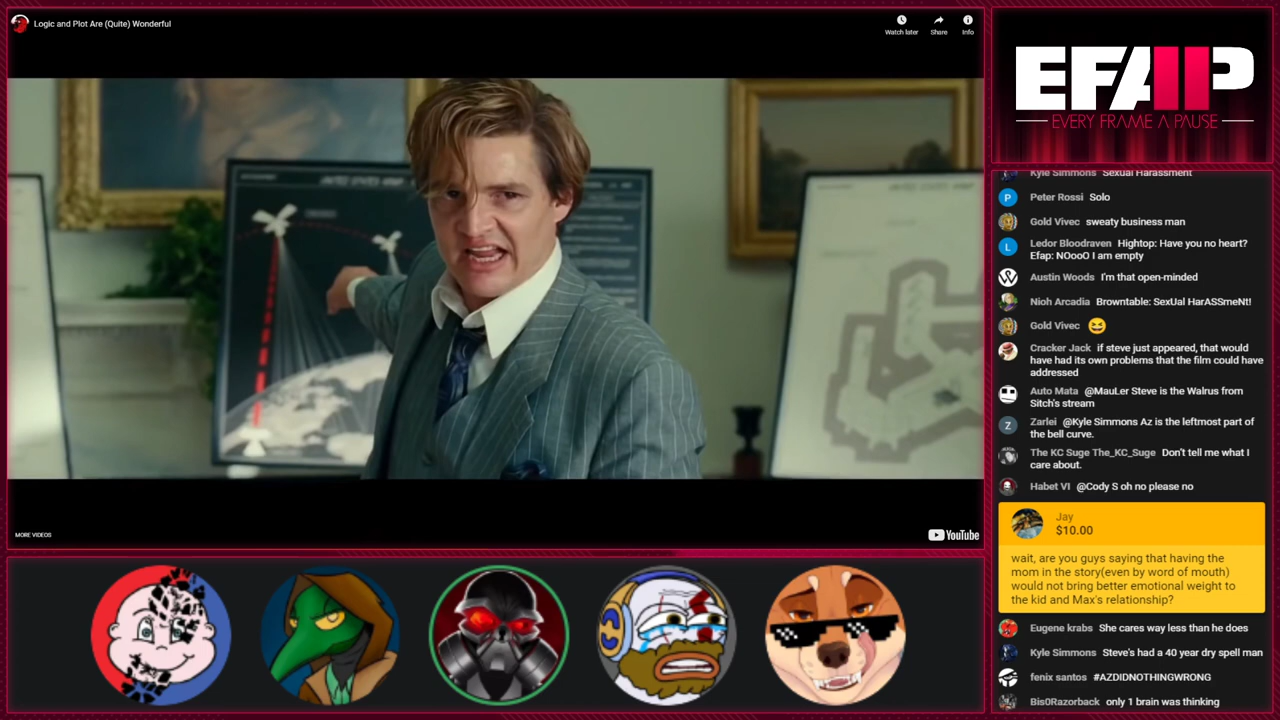 Logic and Plot Are (Quite) Wonderful
Watch later
Share
Info
MORE VIDEOS
YouTube
EFAP
EVERY FRAME A PAUSE
Kyle Simmons Sexual Harassment
Peter Rossi Solo
Gold Vivec sweaty business man
Ledor Bloodraven Hightop: Have you no heart?
Efap: NOooO I am empty
Austin Woods I'm that open-minded
Nioh Arcadia Browntable: SexUal HarASSmeNt!
Gold Vivec 😆
Cracker Jack if steve just appeared, that would
have had its own problems that the film could have
addressed
Auto Mata @MauLer Steve is the Walrus from
Sitch's stream
Z
Zarlei @Kyle Simmons Az is the leftmost part of
the bell curve.
The KC Suge The_KC_Suge Don't tell me what I
care about.
Habet VI @Cody S oh no please no
Jay
$10.00
wait, are you guys saying that having the
mom in the story(even by word of mouth)
would not bring better emotional weight to
the kid and Max's relationship?
Eugene krabs She cares way less than he does
Kyle Simmons Steve's had a 40 year dry spell man
fenix santos #AZDIDNOTHINGWRONG
Bis0Razorback only 1 brain was thinking